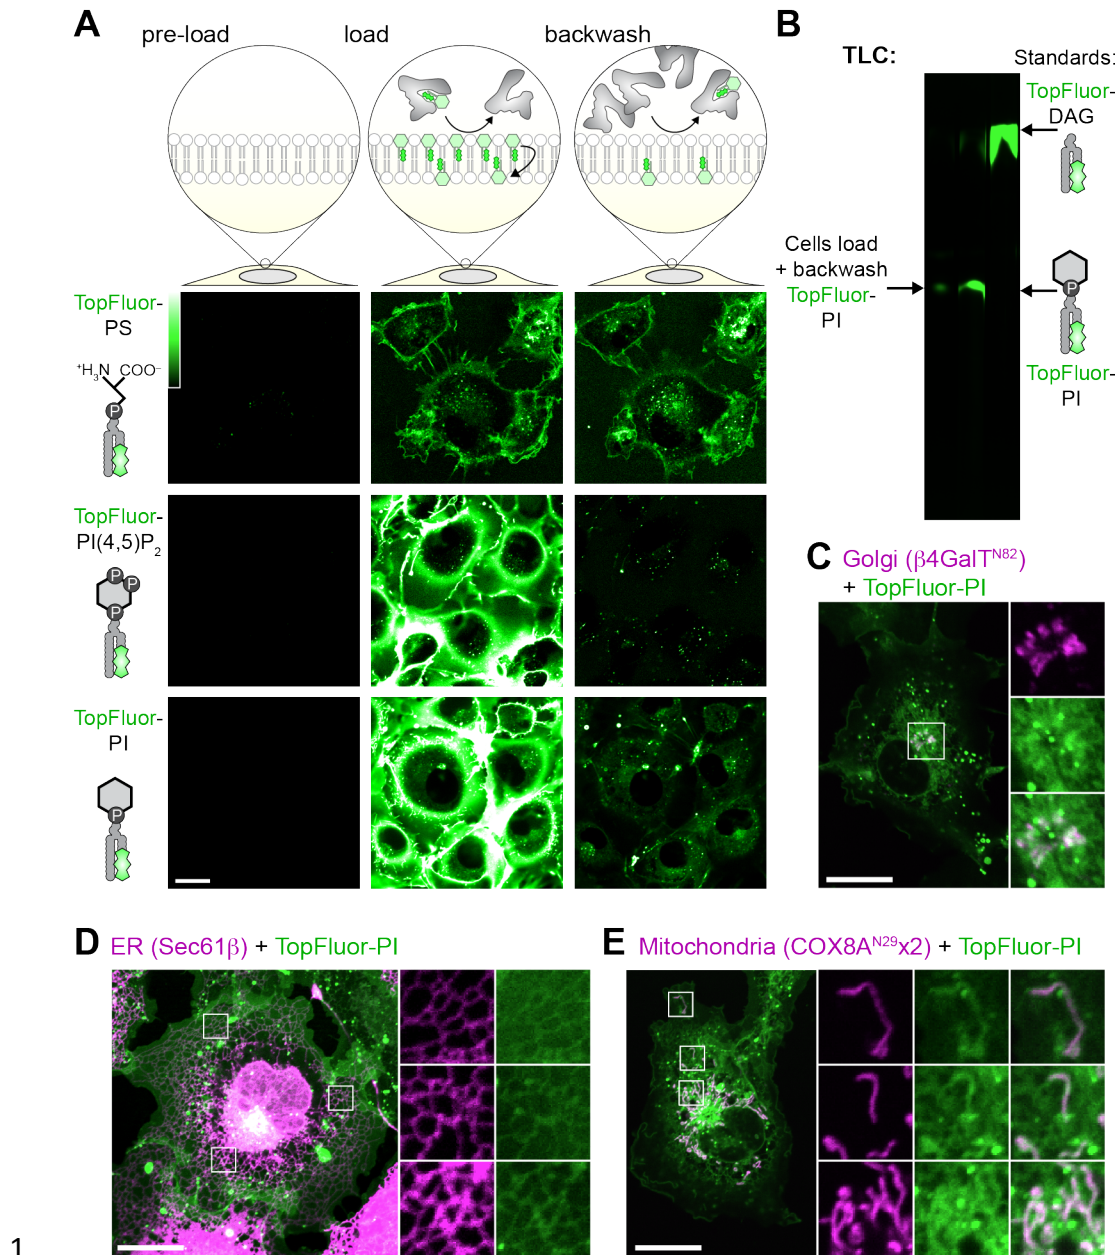 A
pre-load
load
backwash
TopFluor-
PS
⁺H₃N
COO⁻
P
TopFluor-
PI(4,5)P₂
P
P
P
TopFluor-
PI
P
B
TLC:
Standards:
TopFluor-
DAG
Cells load
+ backwash
TopFluor-
PI
P
TopFluor-
PI
C Golgi (β4GalTᴺ⁸²)
+ TopFluor-PI
D ER (Sec61β) + TopFluor-PI
E Mitochondria (COX8Aᴺ²⁹x2) + TopFluor-PI
1